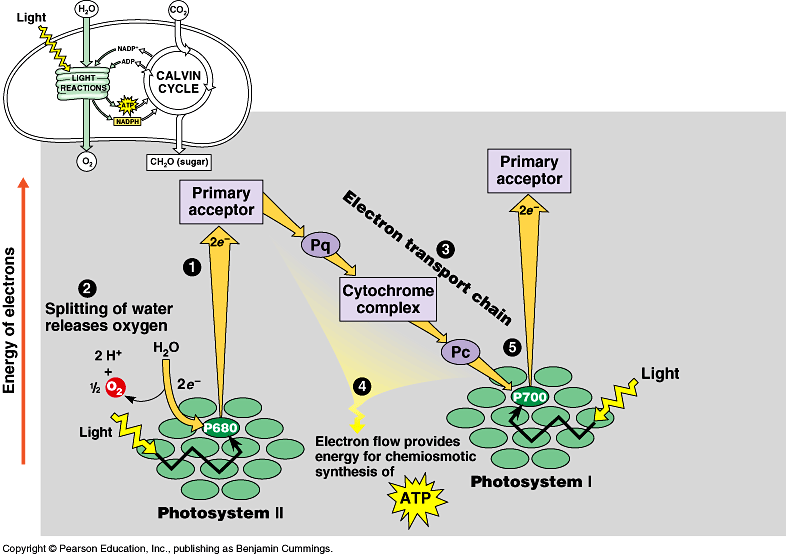 Light
H₂O
CO₂
NADP⁺
ADP
LIGHT
REACTIONS
CALVIN
CYCLE
ATP
NADPH
O₂
CH₂O (sugar)
Energy of electrons
Primary
acceptor
2e⁻
1
2
Splitting of water
releases oxygen
2 H⁺
+
½ O₂
H₂O
2e⁻
Light
P680
Photosystem II
Pq
Electron transport chain
3
Cytochrome
complex
Pc
4
Electron flow provides
energy for chemiosmotic
synthesis of
ATP
Primary
acceptor
2e⁻
5
P700
Light
Photosystem I
Copyright © Pearson Education, Inc., publishing as Benjamin Cummings.